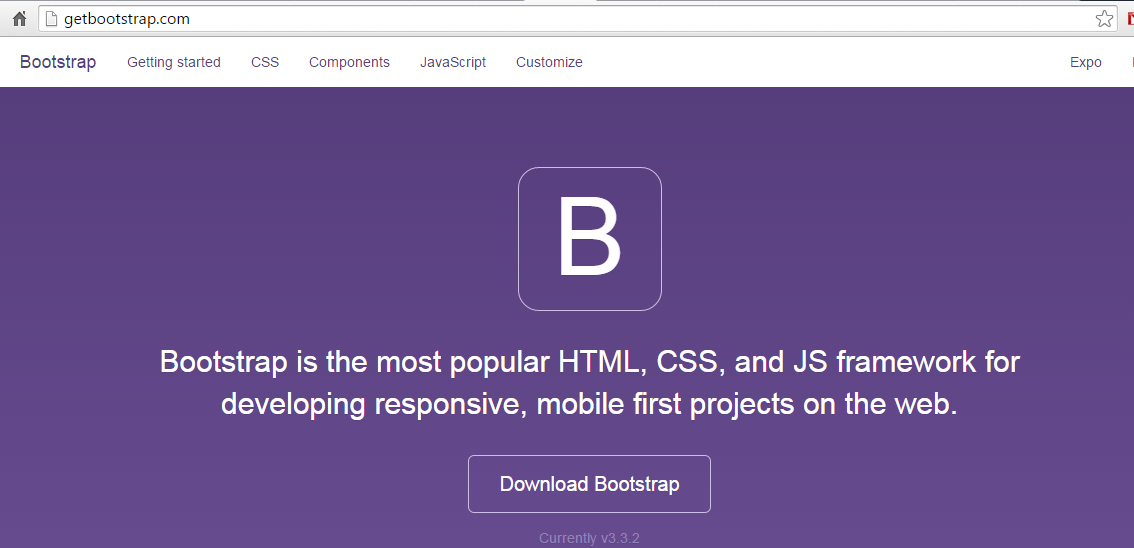 getbootstrap.com
Bootstrap Getting started CSS Components JavaScript Customize Expo
B
Bootstrap is the most popular HTML, CSS, and JS framework for
developing responsive, mobile first projects on the web.
Download Bootstrap
Currently v3.3.2